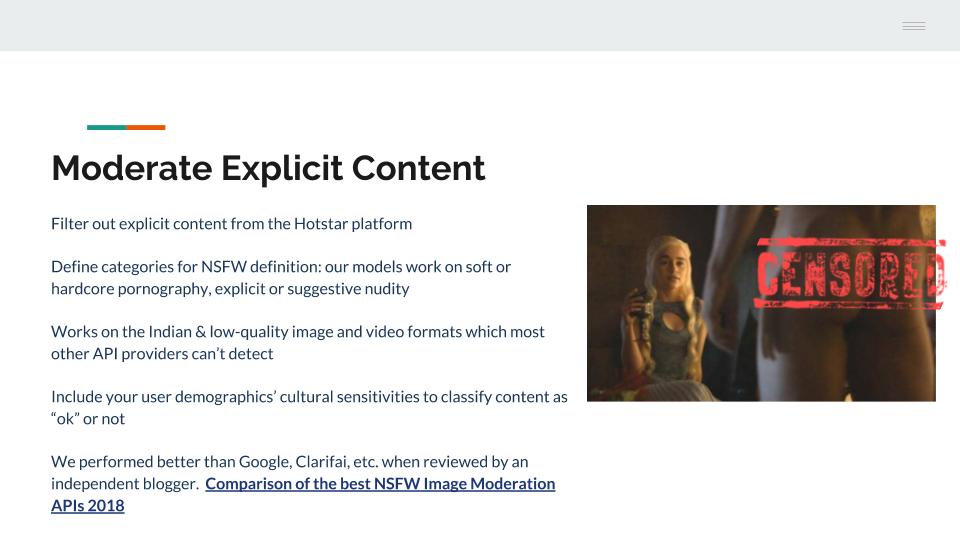 Moderate Explicit Content
Filter out explicit content from the Hotstar platform
Define categories for NSFW definition: our models work on soft or
hardcore pornography, explicit or suggestive nudity
Works on the Indian & low-quality image and video formats which most
other API providers can’t detect
Include your user demographics’ cultural sensitivities to classify content as
“ok” or not
We performed better than Google, Clarifai, etc. when reviewed by an
independent blogger. Comparison of the best NSFW Image Moderation
APIs 2018
CENSORED